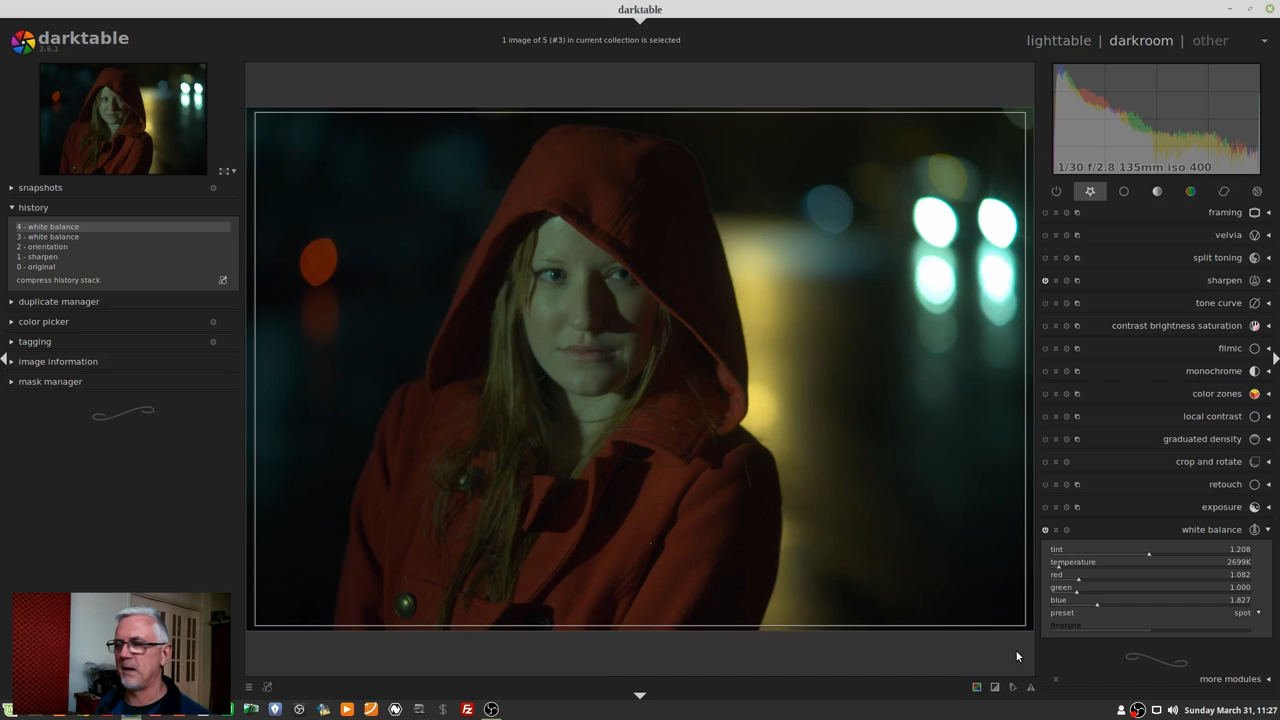 darktable
darktable
2.6.1
1 image of 5 (#3) in current collection is selected
lighttable | darkroom | other
1/30 f/2.8 135mm iso 400
snapshots
history
4 - white balance
3 - white balance
2 - orientation
1 - sharpen
0 - original
compress history stack
duplicate manager
color picker
tagging
image information
mask manager
framing
velvia
split toning
sharpen
tone curve
contrast brightness saturation
filmic
monochrome
color zones
local contrast
graduated density
crop and rotate
retouch
exposure
white balance
tint 1.208
temperature 2699K
red 1.082
green 1.000
blue 1.827
preset spot
finetune
more modules
Sunday March 31, 11:27